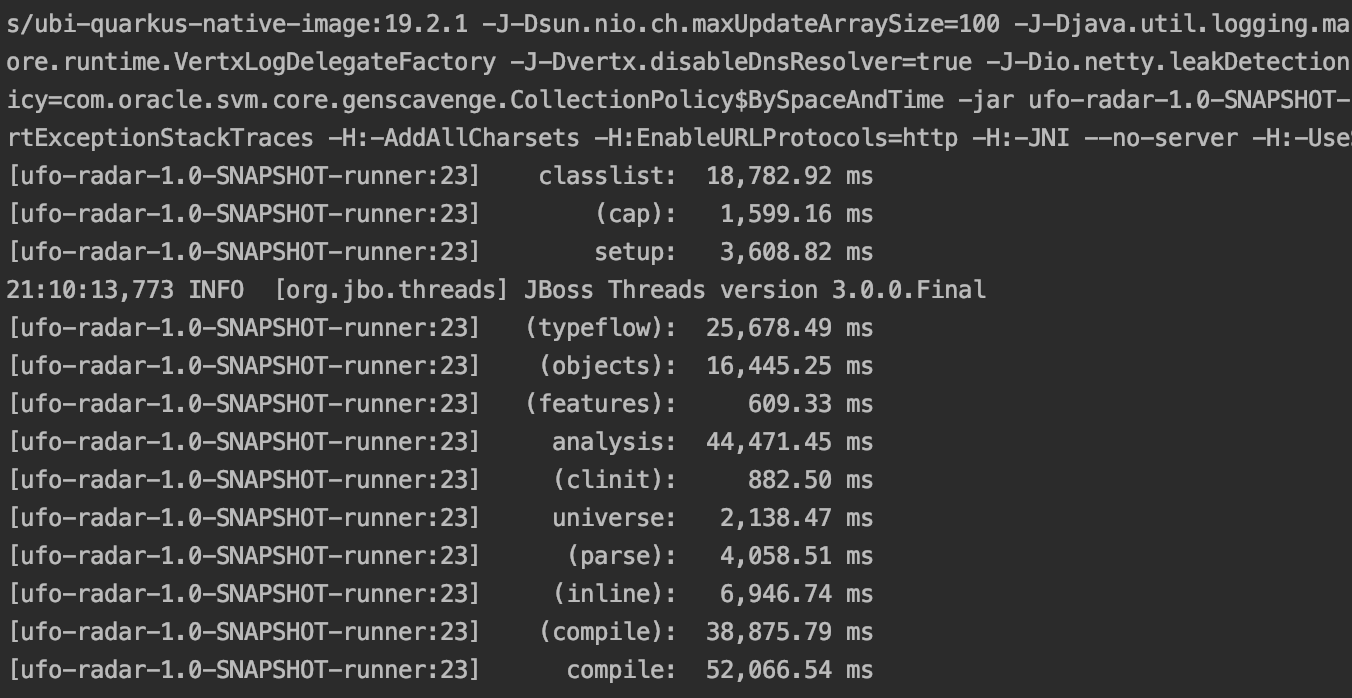 s/ubi-quarkus-native-image:19.2.1 -J-Dsun.nio.ch.maxUpdateArraySize=100 -J-Djava.util.logging.ma
ore.runtime.VertxLogDelegateFactory -J-Dvertx.disableDnsResolver=true -J-Dio.netty.leakDetection
icy=com.oracle.svm.core.genscavenge.CollectionPolicy$BySpaceAndTime -jar ufo-radar-1.0-SNAPSHOT-
rtExceptionStackTraces -H:-AddAllCharsets -H:EnableURLProtocols=http -H:-JNI --no-server -H:-UseS
[ufo-radar-1.0-SNAPSHOT-runner:23]    classlist:  18,782.92 ms
[ufo-radar-1.0-SNAPSHOT-runner:23]        (cap):   1,599.16 ms
[ufo-radar-1.0-SNAPSHOT-runner:23]        setup:   3,608.82 ms
21:10:13,773 INFO  [org.jbo.threads] JBoss Threads version 3.0.0.Final
[ufo-radar-1.0-SNAPSHOT-runner:23]   (typeflow):  25,678.49 ms
[ufo-radar-1.0-SNAPSHOT-runner:23]    (objects):  16,445.25 ms
[ufo-radar-1.0-SNAPSHOT-runner:23]   (features):     609.33 ms
[ufo-radar-1.0-SNAPSHOT-runner:23]     analysis:  44,471.45 ms
[ufo-radar-1.0-SNAPSHOT-runner:23]     (clinit):     882.50 ms
[ufo-radar-1.0-SNAPSHOT-runner:23]     universe:   2,138.47 ms
[ufo-radar-1.0-SNAPSHOT-runner:23]      (parse):   4,058.51 ms
[ufo-radar-1.0-SNAPSHOT-runner:23]     (inline):   6,946.74 ms
[ufo-radar-1.0-SNAPSHOT-runner:23]    (compile):  38,875.79 ms
[ufo-radar-1.0-SNAPSHOT-runner:23]      compile:  52,066.54 ms